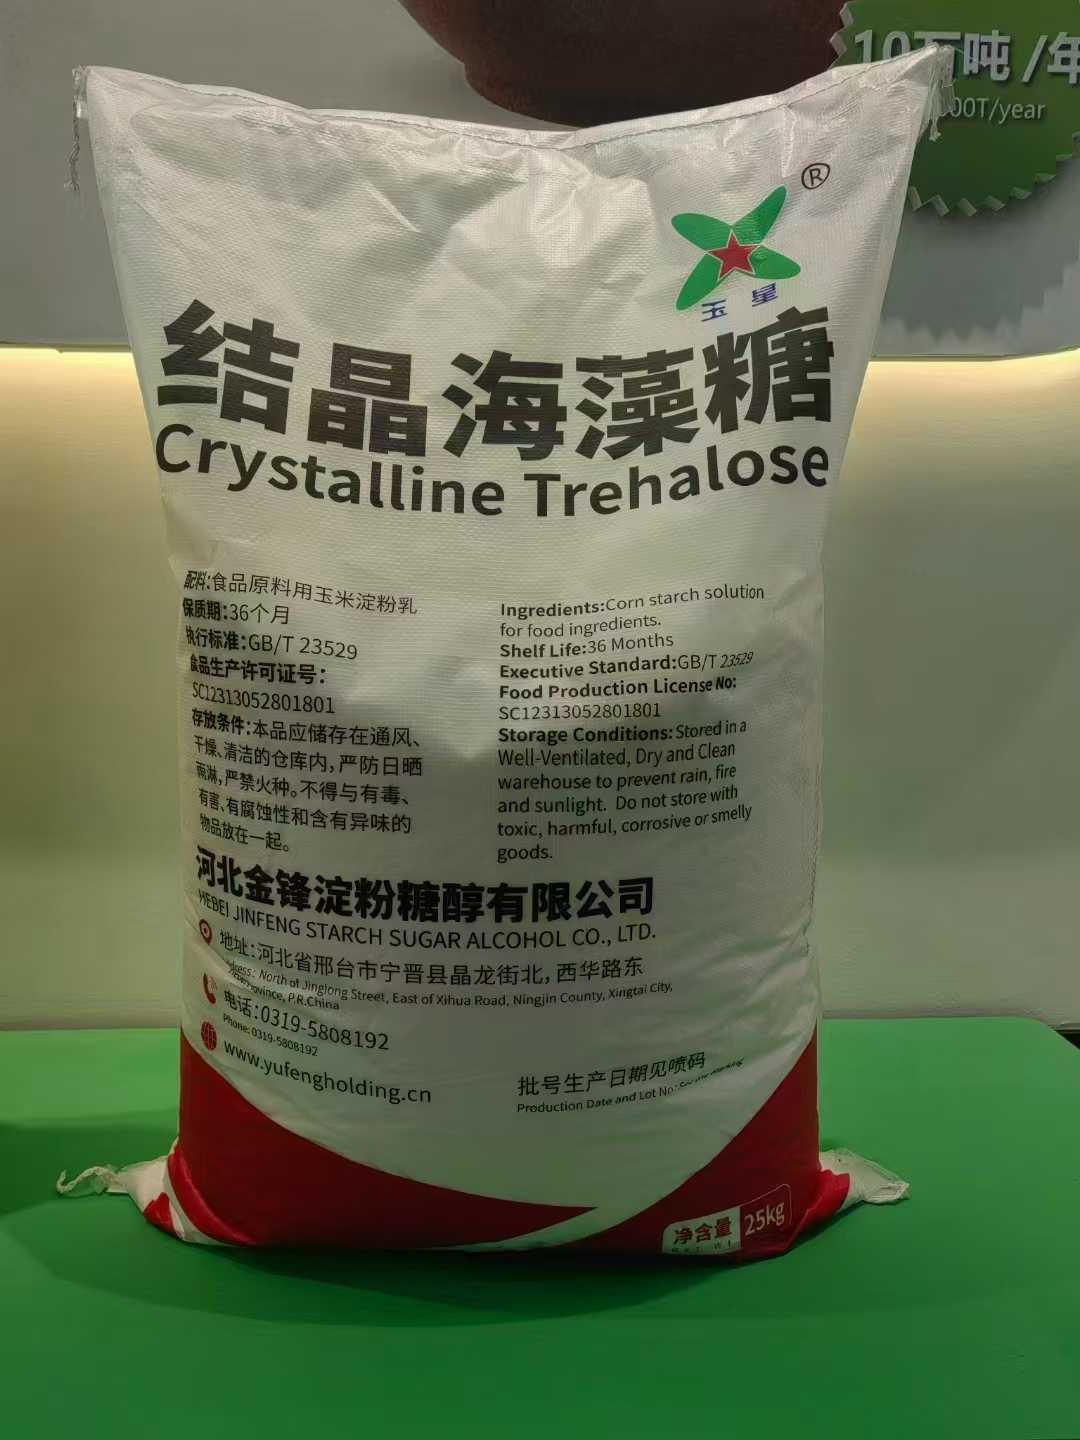 10万吨 /年
000T/year
®
玉 星
结晶海藻糖
Crystalline Trehalose
配料:食品原料用玉米淀粉乳
保质期:36个月
执行标准:GB/T 23529
食品生产许可证号:
SC12313052801801
存放条件:本品应储存在通风、
干燥、清洁的仓库内,严防日晒
雨淋,严禁火种。不得与有毒、
有害、有腐蚀性和含有异味的
物品放在一起。
Ingredients:Corn starch solution
for food ingredients.
Shelf Life:36 Months
Executive Standard:GB/T 23529
Food Production License No:
SC12313052801801
Storage Conditions: Stored in a
Well-Ventilated, Dry and Clean
warehouse to prevent rain, fire
and sunlight. Do not store with
toxic, harmful, corrosive or smelly
goods.
河北金锋淀粉糖醇有限公司
HEBEI JINFENG STARCH SUGAR ALCOHOL CO., LTD.
地址:河北省邢台市宁晋县晶龙街北,西华路东
Address: North of Jinglong Street, East of Xihua Road, Ningjin County, Xingtai City,
Province, P.R.China
电话:0319-5808192
Phone: 0319-5808192
www.yufengholding.cn
批号生产日期见喷码
Production Date and Lot No:
净含量 25kg